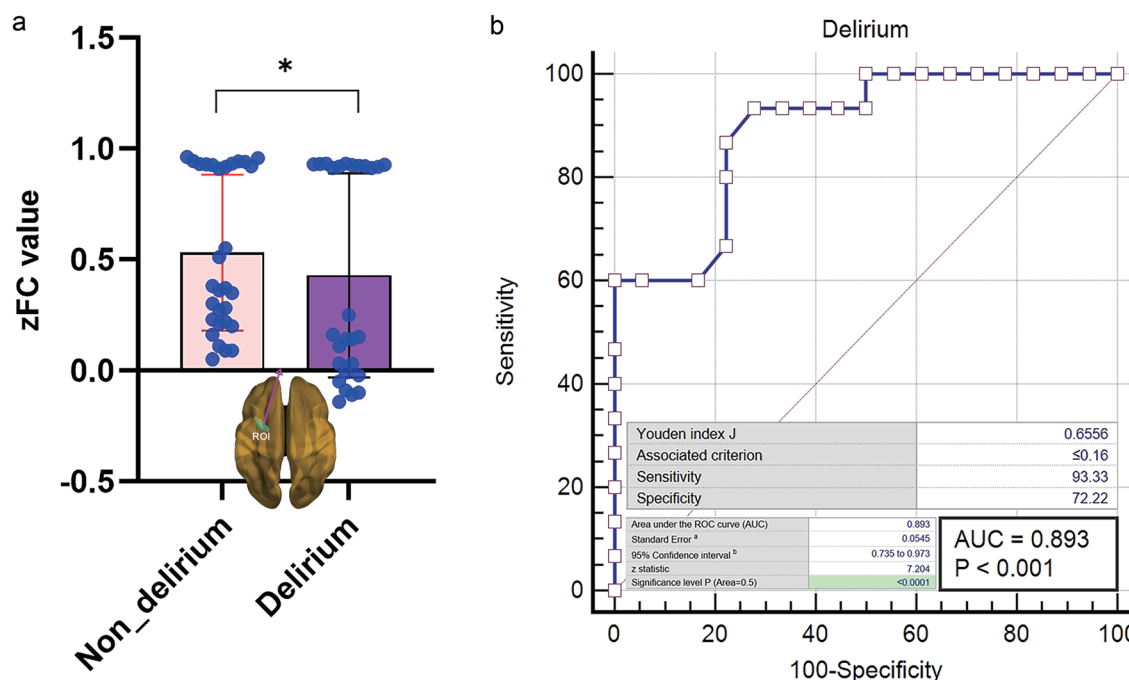 a
1.5
*
1.0
0.5
0.0
-0.5
zFC value
ROI
Non_delirium
Delirium
b
Delirium
100
80
60
40
20
0
Sensitivity
Youden index J 0.6556
Associated criterion ≤0.16
Sensitivity 93.33
Specificity 72.22
Area under the ROC curve (AUC) 0.893
Standard Error a 0.0545
95% Confidence interval b 0.735 to 0.973
z statistic 7.204
Significance level P (Area=0.5) <0.0001
AUC = 0.893
P < 0.001
0 20 40 60 80 100
100-Specificity